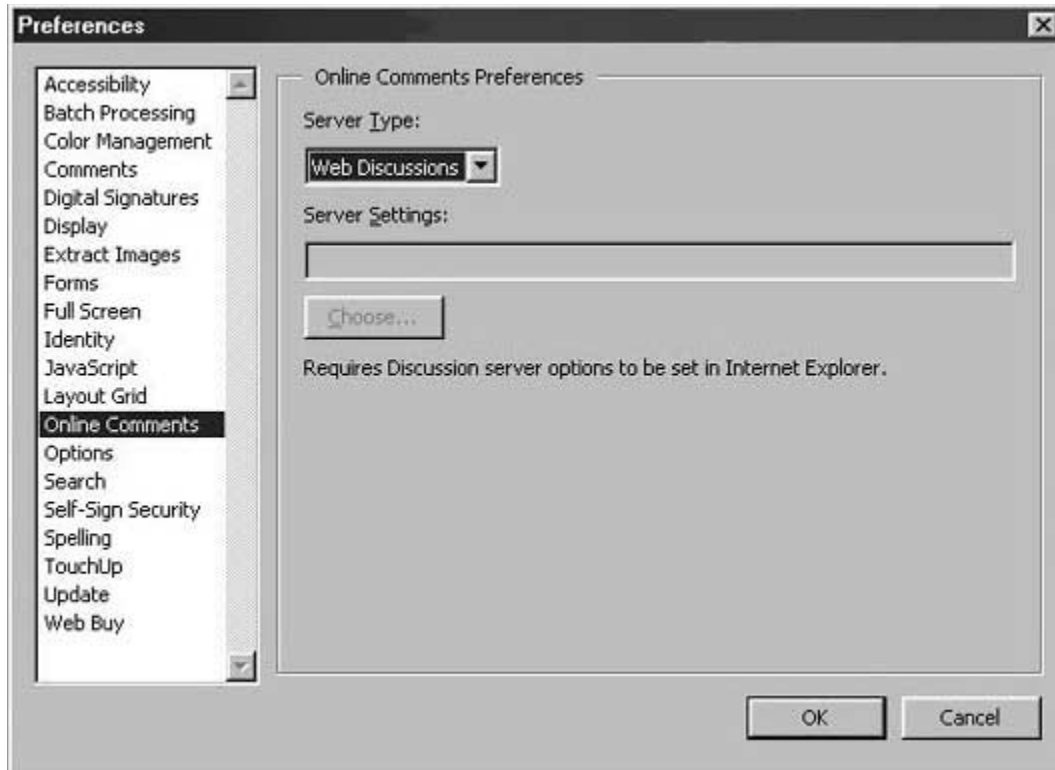 Preferences
Accessibility
Batch Processing
Color Management
Comments
Digital Signatures
Display
Extract Images
Forms
Full Screen
Identity
JavaScript
Layout Grid
Online Comments
Options
Search
Self-Sign Security
Spelling
TouchUp
Update
Web Buy
Online Comments Preferences
Server Type:
Web Discussions
Server Settings:
Choose...
Requires Discussion server options to be set in Internet Explorer.
OK
Cancel